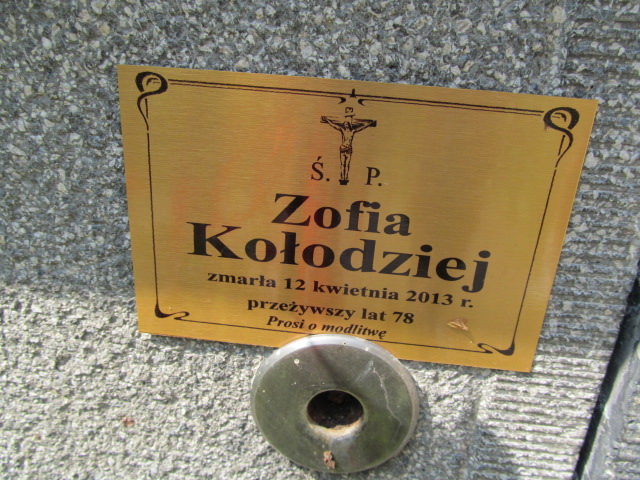 Ś. P.
Zofia
Kołodziej
zmarła 12 kwietnia 2013 r.
przeżywszy lat 78
Prosi o modlitwę